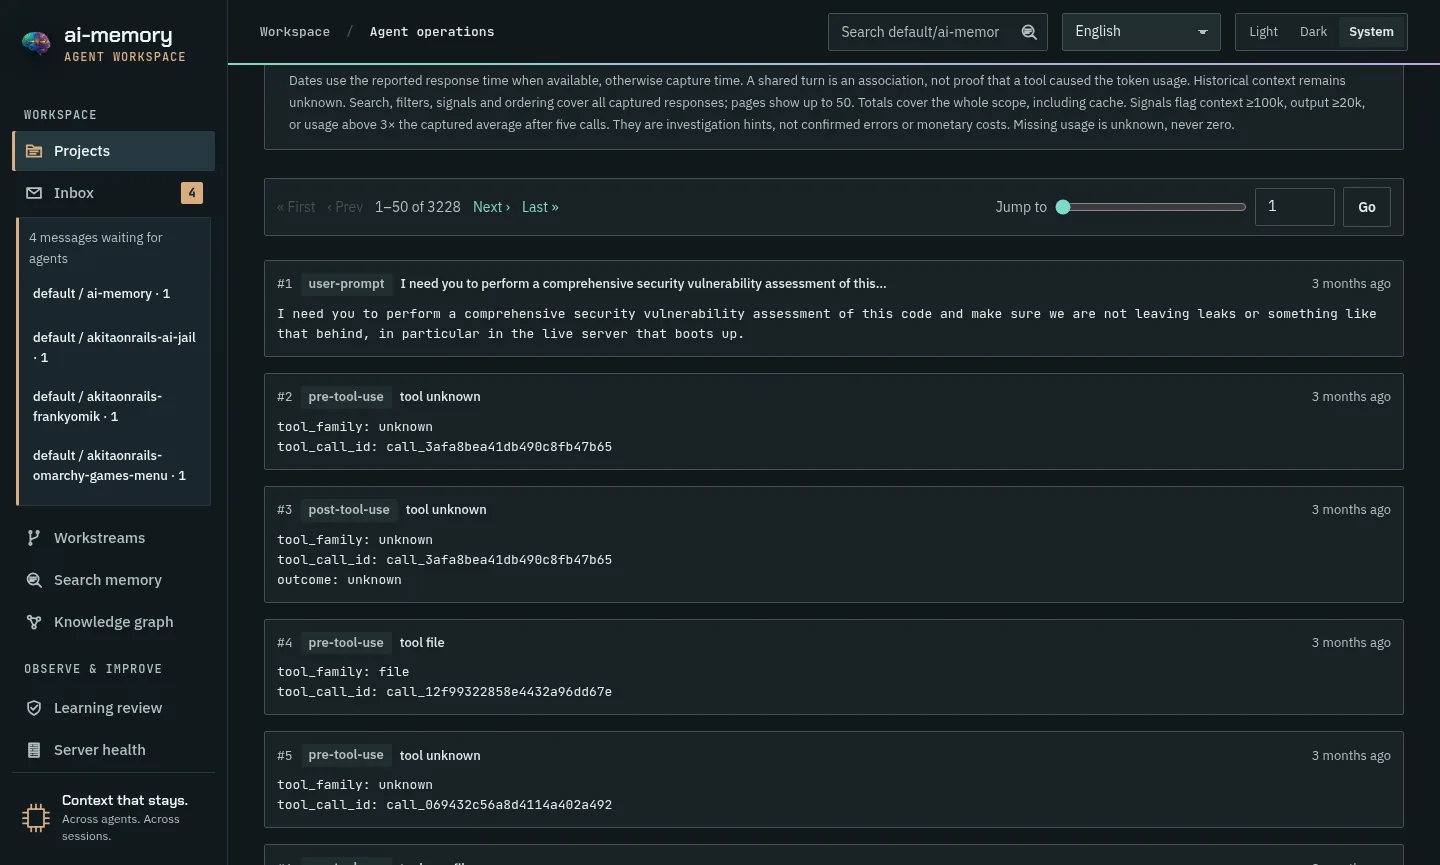 ai-memory
AGENT WORKSPACE
WORKSPACE
Projects
Inbox
4
4 messages waiting for
agents
default / ai-memory · 1
default / akitaonrails-ai-jail
· 1
default / akitaonrails-
frankyomik · 1
default / akitaonrails-
omarchy-games-menu · 1
Workstreams
Search memory
Knowledge graph
OBSERVE & IMPROVE
Learning review
Server health
Context that stays.
Across agents. Across
sessions.
Workspace / Agent operations
Search default/ai-memor
English
Light Dark System
Dates use the reported response time when available, otherwise capture time. A shared turn is an association, not proof that a tool caused the token usage. Historical context remains
unknown. Search, filters, signals and ordering cover all captured responses; pages show up to 50. Totals cover the whole scope, including cache. Signals flag context ≥100k, output ≥20k,
or usage above 3× the captured average after five calls. They are investigation hints, not confirmed errors or monetary costs. Missing usage is unknown, never zero.
« First ‹ Prev 1–50 of 3228 Next › Last »
Jump to 1 Go
#1 user-prompt I need you to perform a comprehensive security vulnerability assessment of this… 3 months ago
I need you to perform a comprehensive security vulnerability assessment of this code and make sure we are not leaving leaks or something like
that behind, in particular in the live server that boots up.
#2 pre-tool-use tool unknown 3 months ago
tool_family: unknown
tool_call_id: call_3afa8bea41db490c8fb47b65
#3 post-tool-use tool unknown 3 months ago
tool_family: unknown
tool_call_id: call_3afa8bea41db490c8fb47b65
outcome: unknown
#4 pre-tool-use tool file 3 months ago
tool_family: file
tool_call_id: call_12f99322858e4432a96dd67e
#5 pre-tool-use tool unknown 3 months ago
tool_family: unknown
tool_call_id: call_069432c56a8d4114a402a492